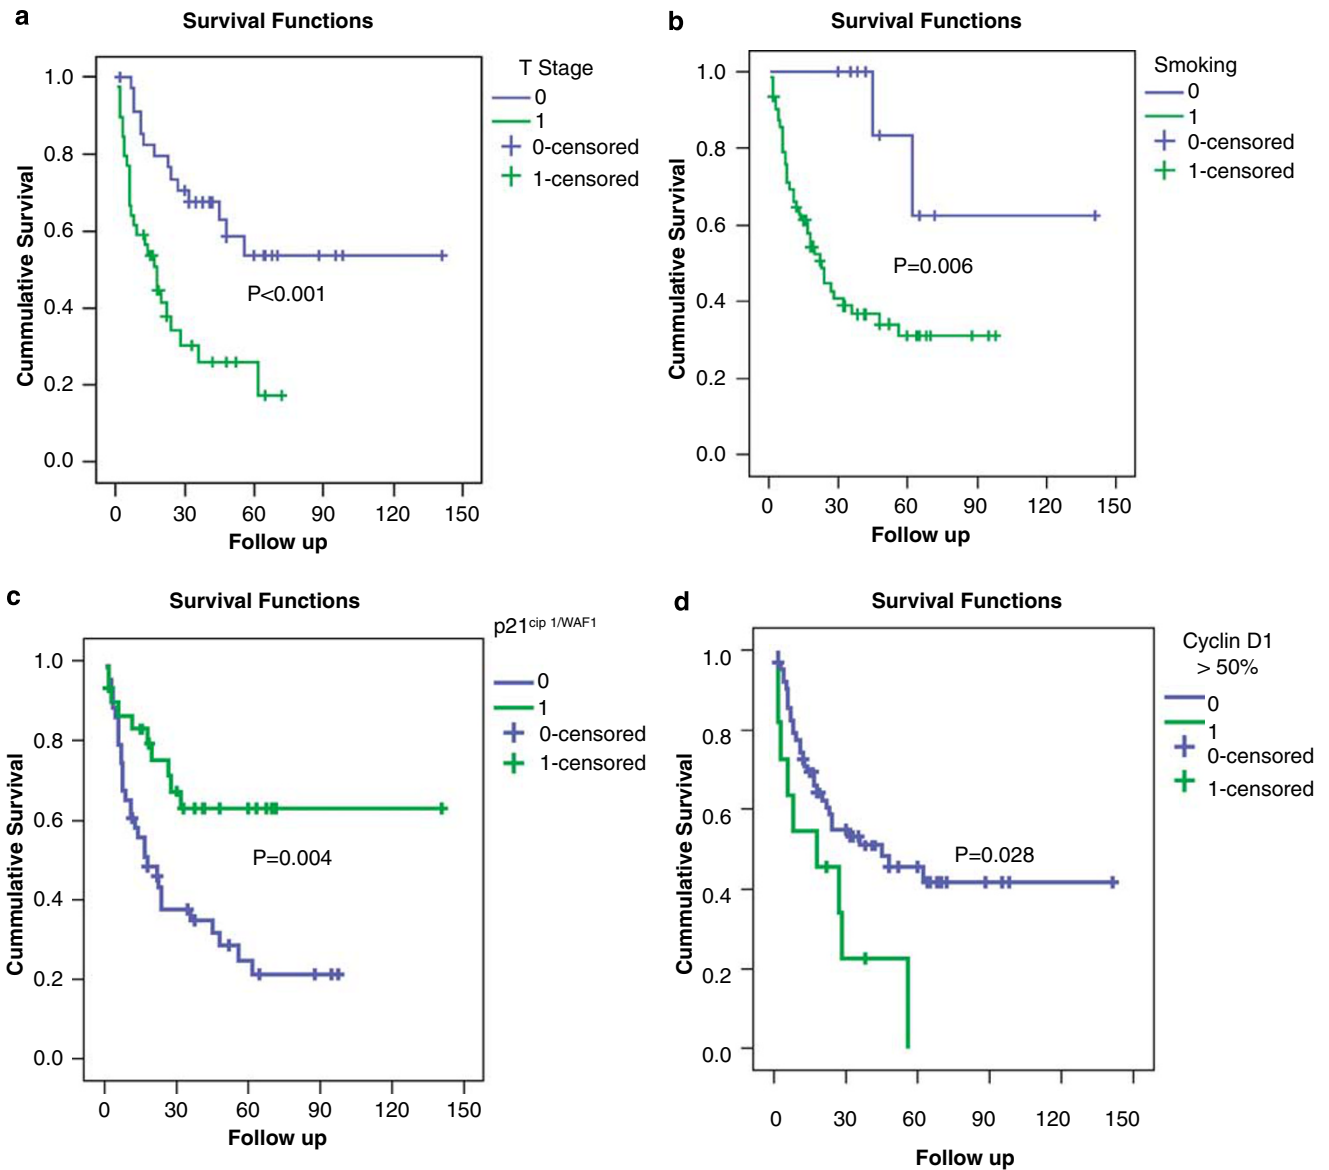 a
Survival Functions
Cummulative Survival
1.0
0.8
0.6
0.4
0.2
0.0
P<0.001
0 30 60 90 120 150
Follow up
T Stage
0
1
0-censored
1-censored
b
Survival Functions
Cummulative Survival
1.0
0.8
0.6
0.4
0.2
0.0
P=0.006
0 30 60 90 120 150
Follow up
Smoking
0
1
0-censored
1-censored
c
Survival Functions
Cummulative Survival
1.0
0.8
0.6
0.4
0.2
0.0
P=0.004
0 30 60 90 120 150
Follow up
p21cip 1/WAF1
0
1
0-censored
1-censored
d
Survival Functions
Cummulative Survival
1.0
0.8
0.6
0.4
0.2
0.0
P=0.028
0 30 60 90 120 150
Follow up
Cyclin D1
> 50%
0
1
0-censored
1-censored